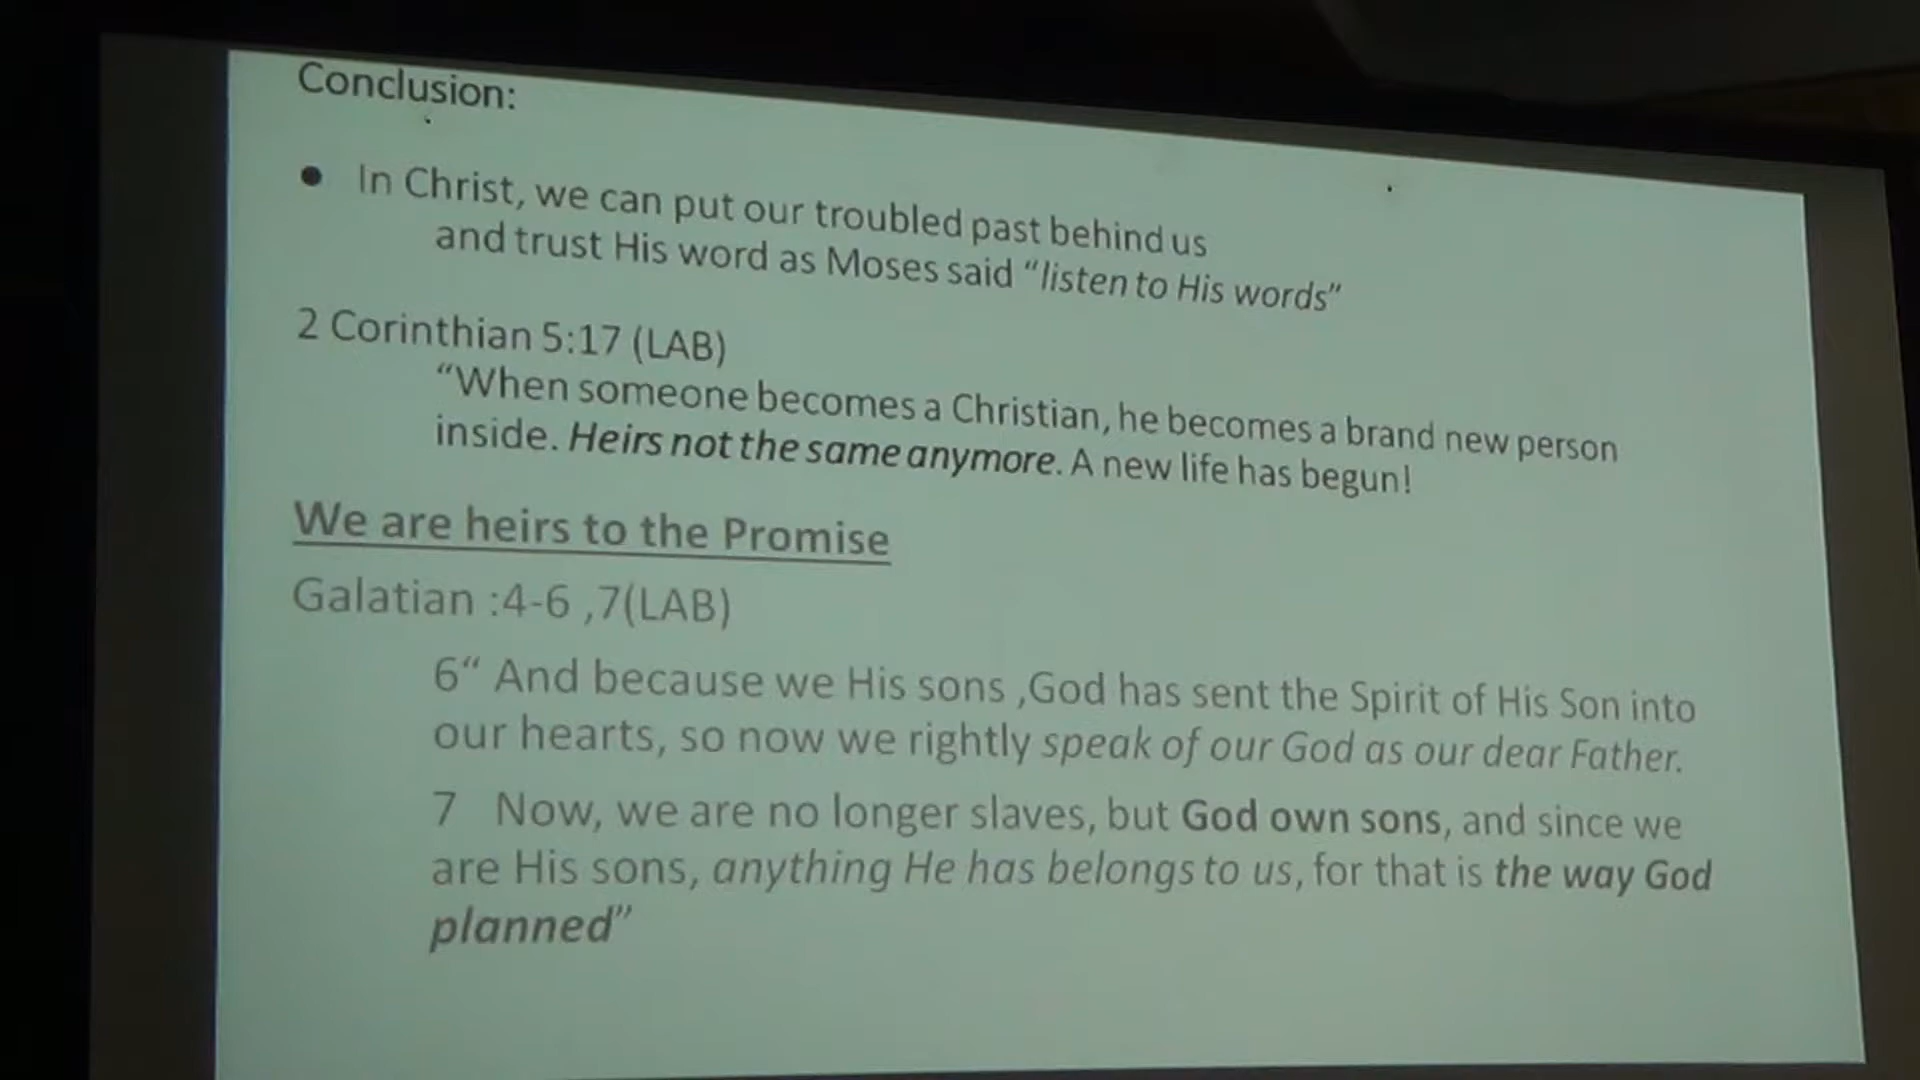 Conclusion:
● In Christ, we can put our troubled past behind us
and trust His word as Moses said “listen to His words”
2 Corinthian 5:17 (LAB)
“When someone becomes a Christian, he becomes a brand new person
inside. Heirs not the same anymore. A new life has begun!
We are heirs to the Promise
Galatian :4-6 ,7(LAB)
6“ And because we His sons ,God has sent the Spirit of His Son into
our hearts, so now we rightly speak of our God as our dear Father.
7 Now, we are no longer slaves, but God own sons, and since we
are His sons, anything He has belongs to us, for that is the way God
planned”